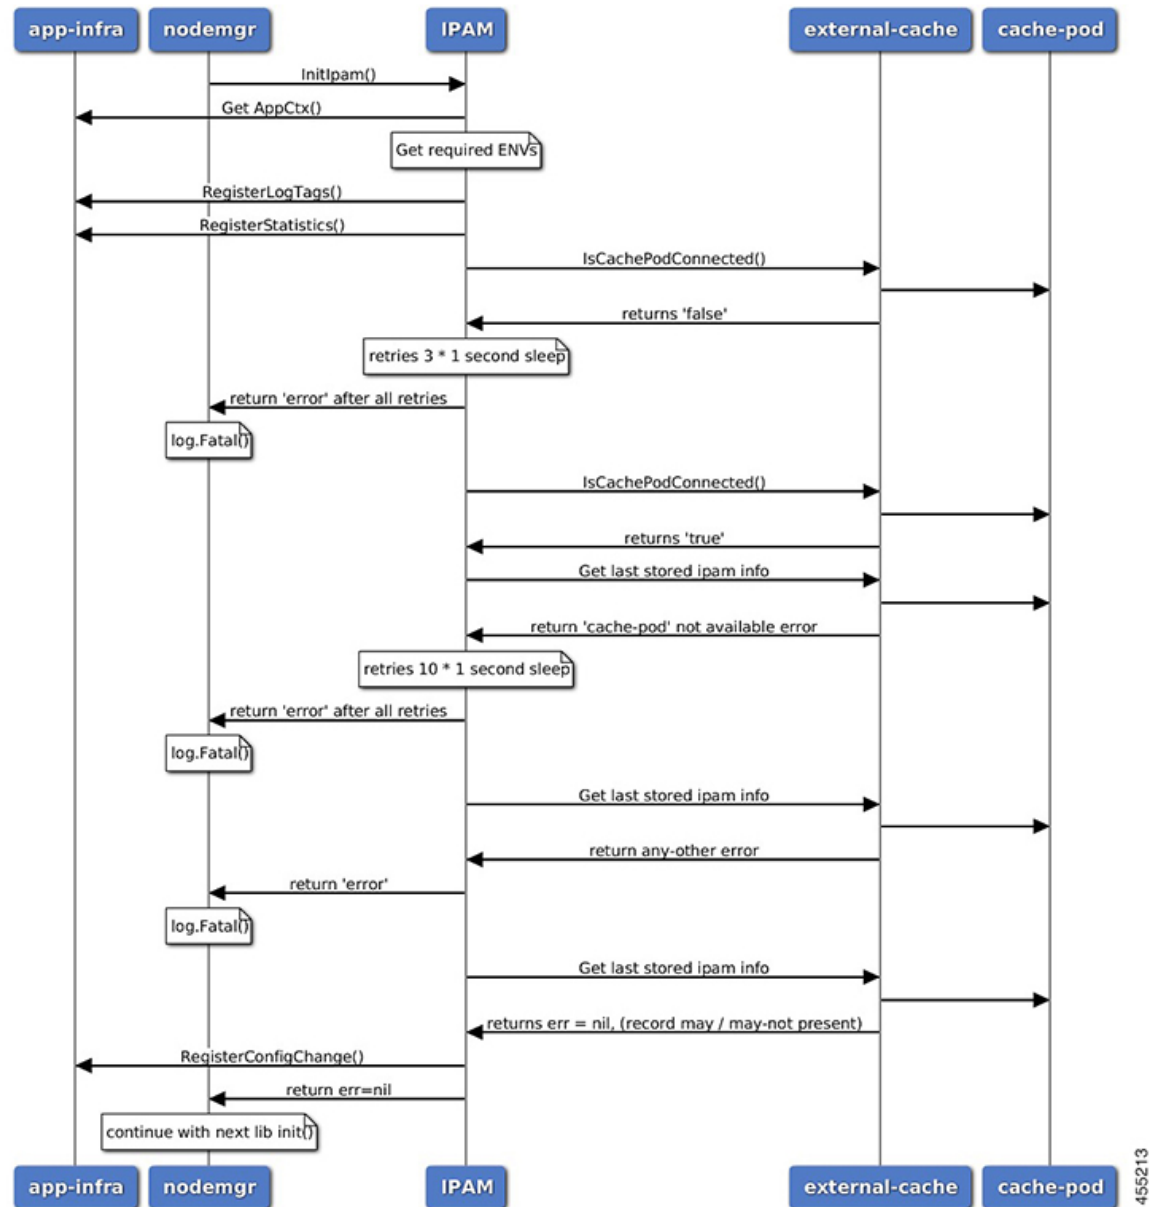 app-infra nodemgr IPAM external-cache cache-pod
InitIpam()
Get AppCtx()
Get required ENVs
RegisterLogTags()
RegisterStatistics()
IsCachePodConnected()
returns 'false'
retries 3 * 1 second sleep
return 'error' after all retries
log.Fatal()
IsCachePodConnected()
returns 'true'
Get last stored ipam info
return 'cache-pod' not available error
retries 10 * 1 second sleep
return 'error' after all retries
log.Fatal()
Get last stored ipam info
return any-other error
return 'error'
log.Fatal()
Get last stored ipam info
returns err = nil, (record may / may-not present)
RegisterConfigChange()
return err=nil
continue with next lib init()
app-infra nodemgr IPAM external-cache cache-pod
455213